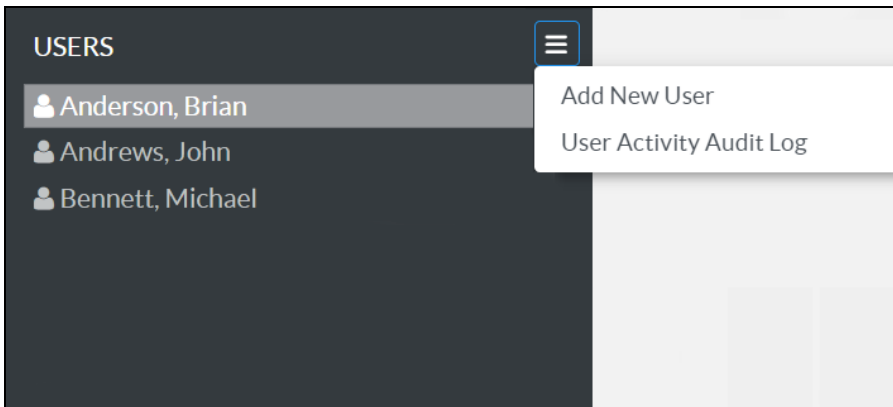 USERS
Anderson, Brian
Andrews, John
Bennett, Michael
Add New User
User Activity Audit Log